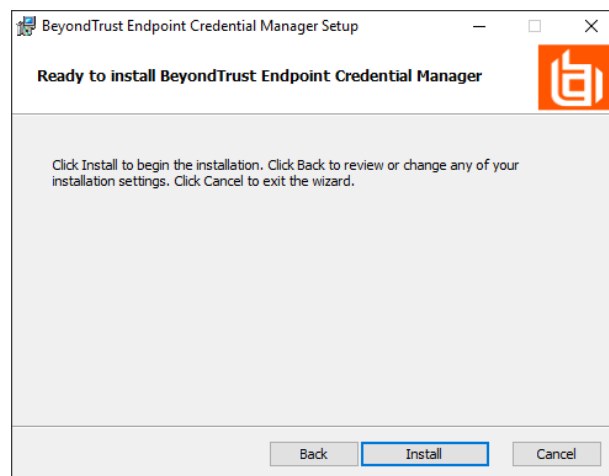 BeyondTrust Endpoint Credential Manager Setup
Ready to install BeyondTrust Endpoint Credential Manager
Click Install to begin the installation. Click Back to review or change any of your
installation settings. Click Cancel to exit the wizard.
Back Install Cancel